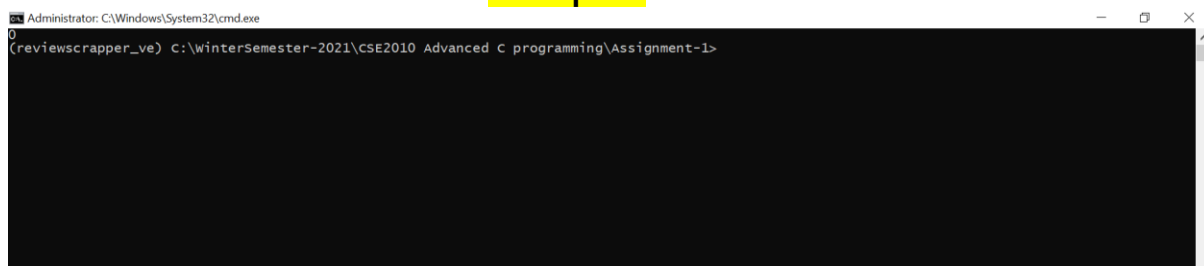 Administrator: C:\Windows\System32\cmd.exe
0
(reviewscrapper_ve) C:\WinterSemester-2021\CSE2010 Advanced C programming\Assignment-1>